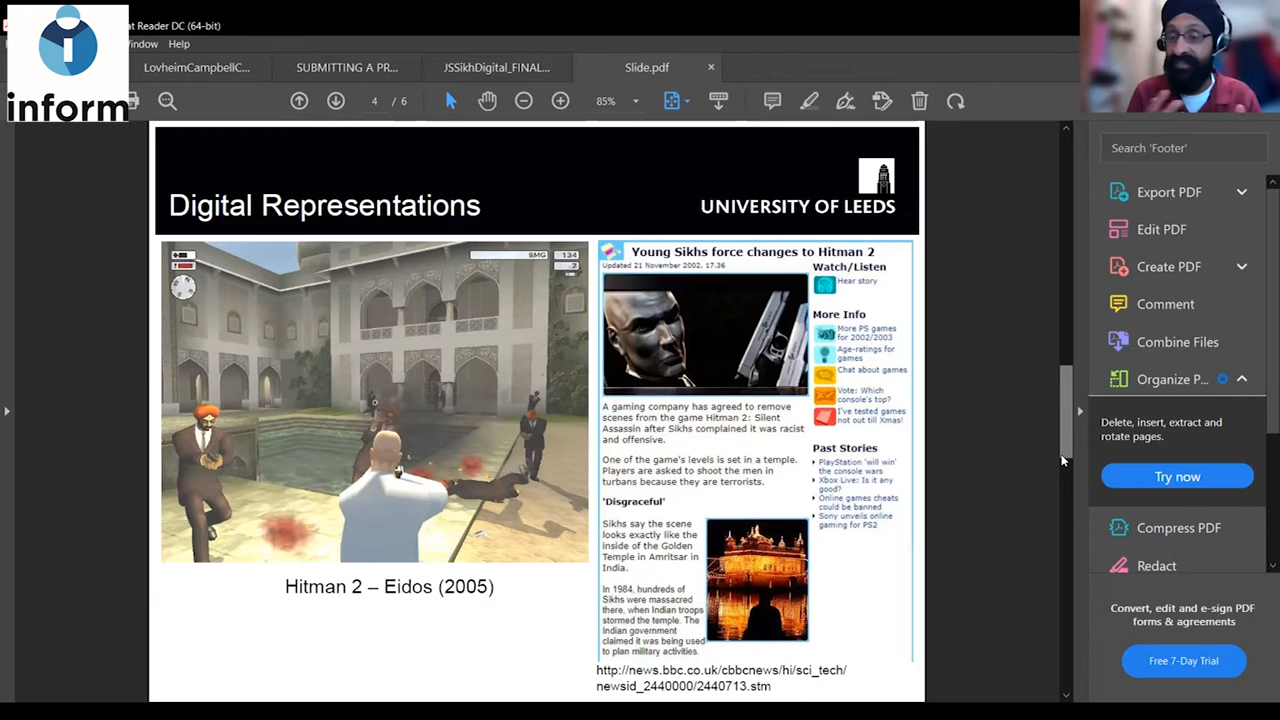 at Reader DC (64-bit)
indow Help
inform
LovheimCampbellC...
SUBMITTING A PR...
JSSikhDigital_FINAL...
Slide.pdf
4 / 6
85%
Digital Representations
UNIVERSITY OF LEEDS
SMG 134
2
Hitman 2 – Eidos (2005)
Young Sikhs force changes to Hitman 2
Updated 21 November 2002, 17.36
A gaming company has agreed to remove
scenes from the game Hitman 2: Silent
Assassin after Sikhs complained it was racist
and offensive.
One of the game's levels is set in a temple.
Players are asked to shoot the men in
turbans because they are terrorists.
'Disgraceful'
Sikhs say the scene
looks exactly like the
inside of the Golden
Temple in Amritsar in
India.
In 1984, hundreds of
Sikhs were massacred
there, when Indian troops
stormed the temple. The
Indian government
claimed it was being used
to plan military activities.
Watch/Listen
Hear story
More Info
More PS games
for 2002/2003
Age-ratings for
games
Chat about games
Vote: Which
console's top?
I've tested games
not out till Xmas!
Past Stories
PlayStation 'will win'
the console wars
Xbox Live: Is it any
good?
Online games cheats
could be banned
Sony unveils online
gaming for PS2
http://news.bbc.co.uk/cbbcnews/hi/sci_tech/
newsid_2440000/2440713.stm
Search 'Footer'
Export PDF
Edit PDF
Create PDF
Comment
Combine Files
Organize P...
Delete, insert, extract and
rotate pages.
Try now
Compress PDF
Redact
Convert, edit and e-sign PDF
forms & agreements
Free 7-Day Trial